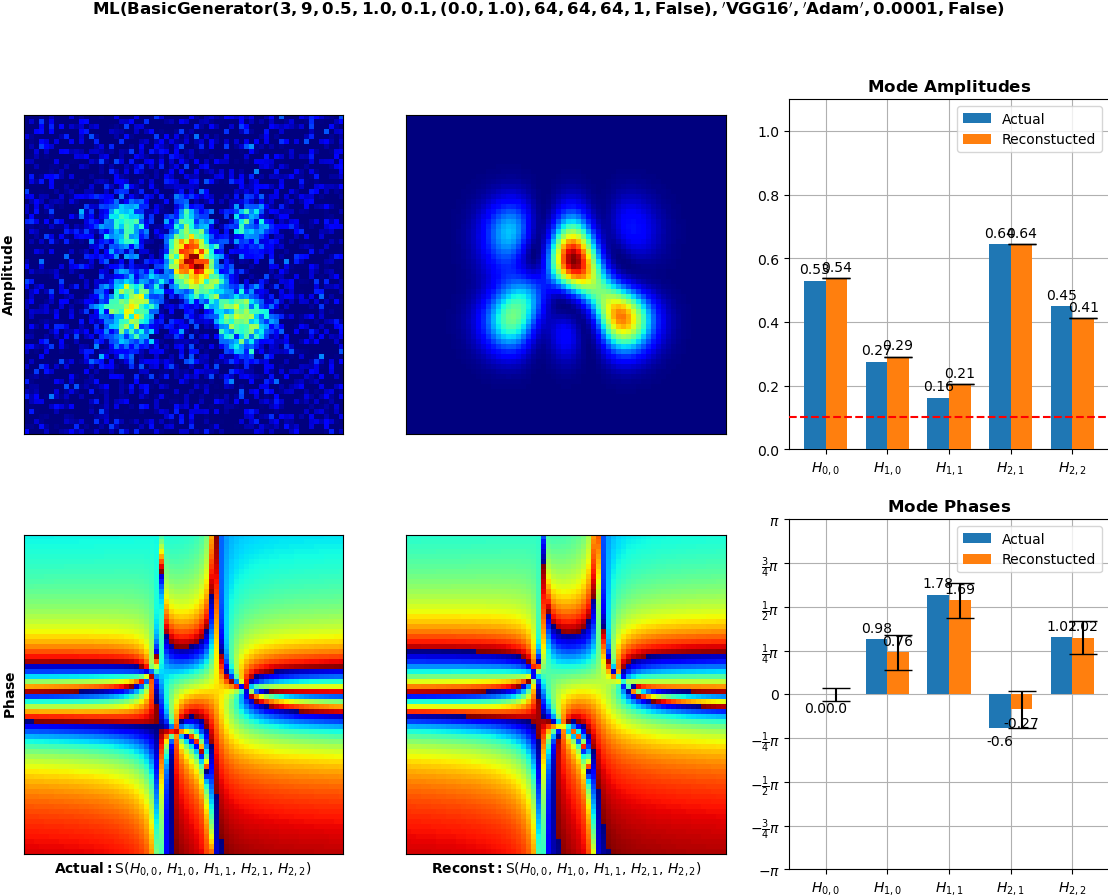 ML(BasicGenerator(3, 9, 0.5, 1.0, 0.1, (0.0, 1.0), 64, 64, 64, 1, False), ′VGG16′, ′Adam′, 0.0001, False)
Amplitude
Mode Amplitudes
Actual
Reconstucted
1.0
0.8
0.6
0.4
0.2
0.0
0.53 0.54
0.27 0.29
0.16 0.21
0.64 0.64
0.45 0.41
H0,0 H1,0 H1,1 H2,1 H2,2
Phase
Actual: S(H0,0, H1,0, H1,1, H2,1, H2,2)
Reconst: S(H0,0, H1,0, H1,1, H2,1, H2,2)
Mode Phases
Actual
Reconstucted
π
3/4π
1/2π
1/4π
0
−1/4π
−1/2π
−3/4π
−π
0.0 0.0
0.98 0.76
1.78 1.69
-0.6 -0.27
1.02 1.02
H0,0 H1,0 H1,1 H2,1 H2,2